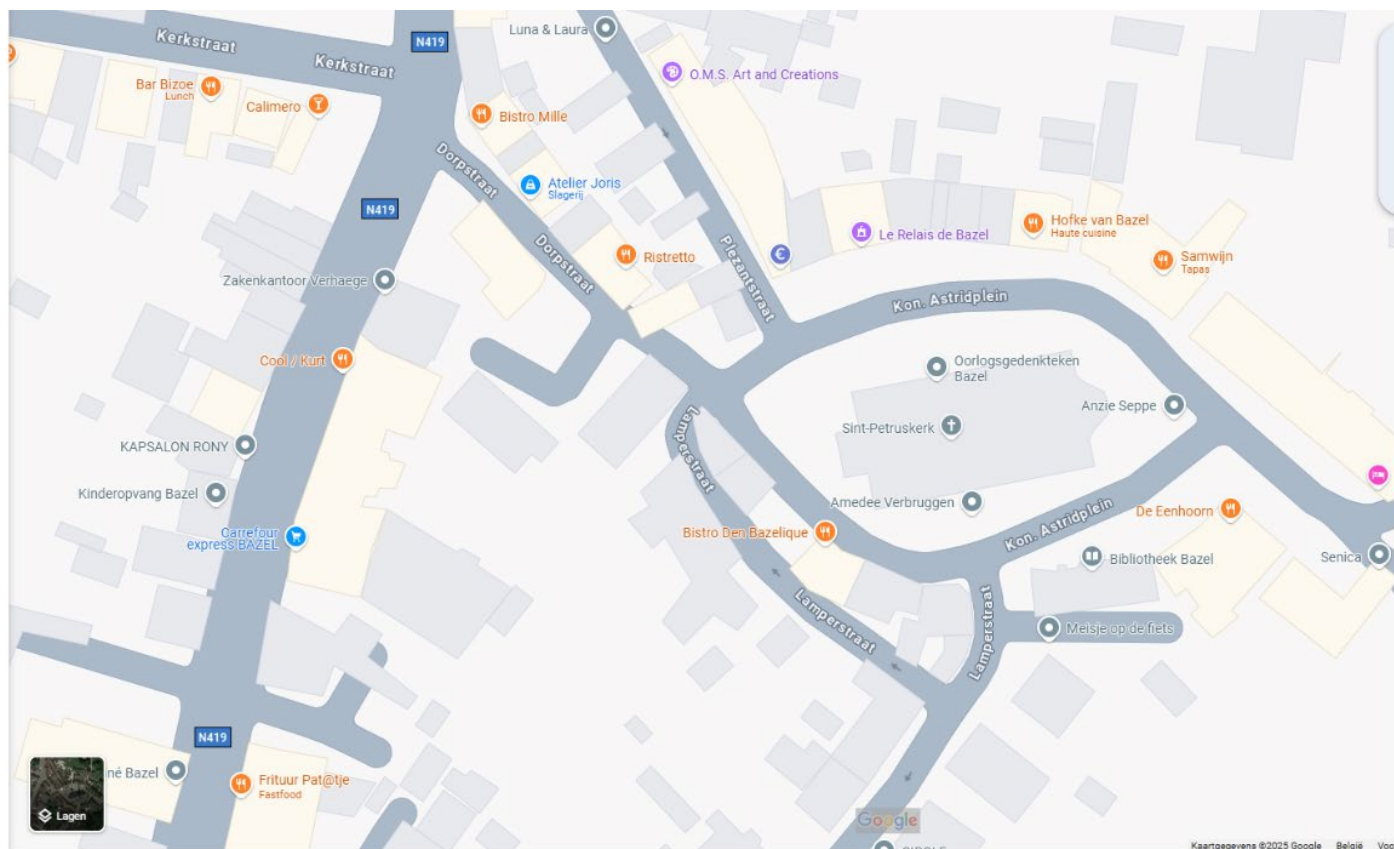 Kerkstraat
N419
Luna & Laura
Kerkstraat
O.M.S. Art and Creations
Bar Bizoe
Lunch
Calimero
Bistro Mille
Dorpstraat
Atelier Joris
Slagerij
N419
Hofke van Bazel
Haute cuisine
Le Relais de Bazel
Dorpstraat
Ristretto
€
Plezantstraat
Samwijn
Tapas
Zakenkantoor Verhaege
Kon. Astridplein
Cool / Kurt
Oorlogsgedenkteken
Bazel
Anzie Seppe
Lamperstraat
Sint-Petruskerk
KAPSALON RONY
Kinderopvang Bazel
Amedee Verbruggen
De Eenhoorn
Carrefour
express BAZEL
Bistro Den Bazelique
Kon. Astridplein
Bibliotheek Bazel
Senica
Lamperstraat
Lamperstraat
Meisje op de fiets
N419
né Bazel
Frituur Pat@tje
Fastfood
Lagen
Google
Kaartgegevens ©2025 Google België Voo